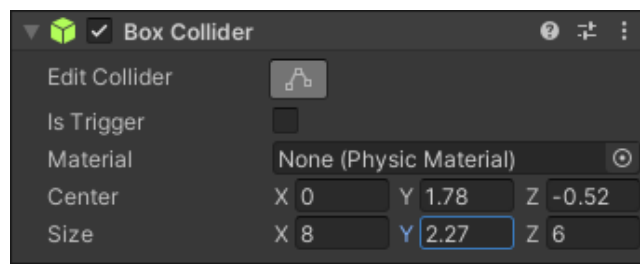 Box Collider
Edit Collider
Is Trigger
Material None (Physic Material)
Center X 0 Y 1.78 Z -0.52
Size X 8 Y 2.27 Z 6